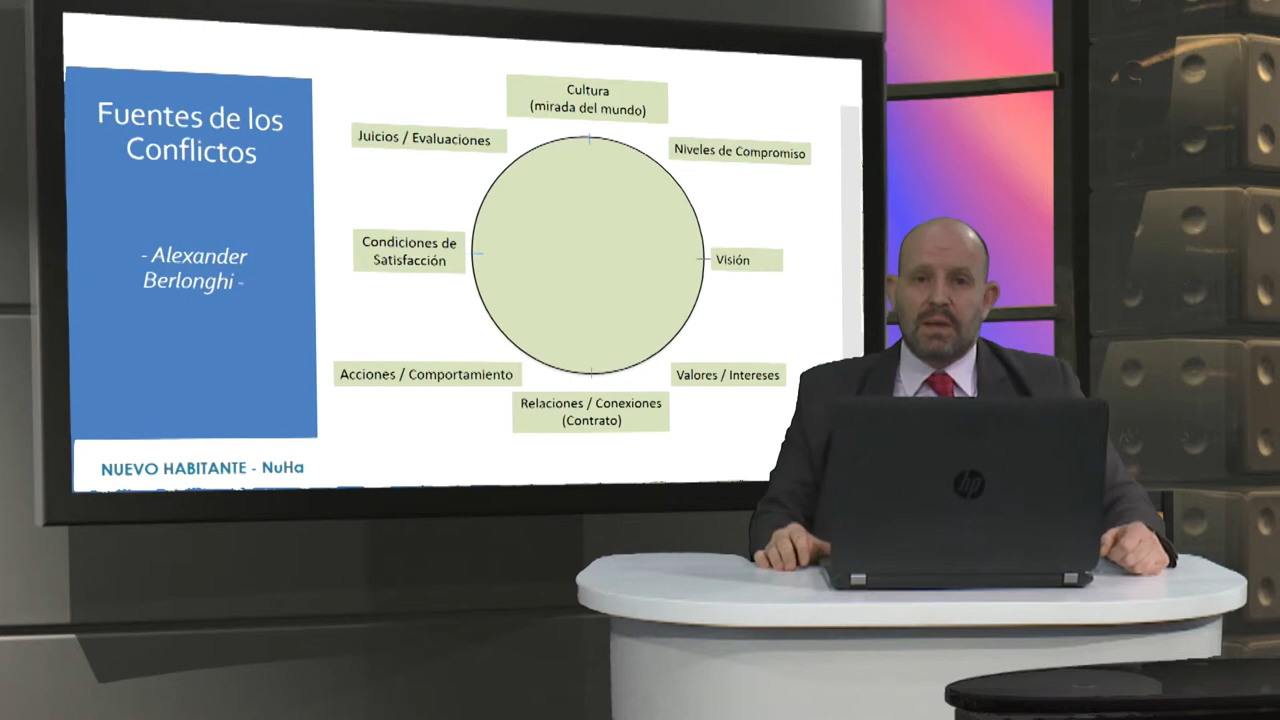 Fuentes de los
Conflictos
- Alexander
Berlonghi -
NUEVO HABITANTE - NuHa
Cultura
(mirada del mundo)
Juicios / Evaluaciones
Niveles de Compromiso
Condiciones de
Satisfacción
Visión
Acciones / Comportamiento
Valores / Intereses
Relaciones / Conexiones
(Contrato)
hp